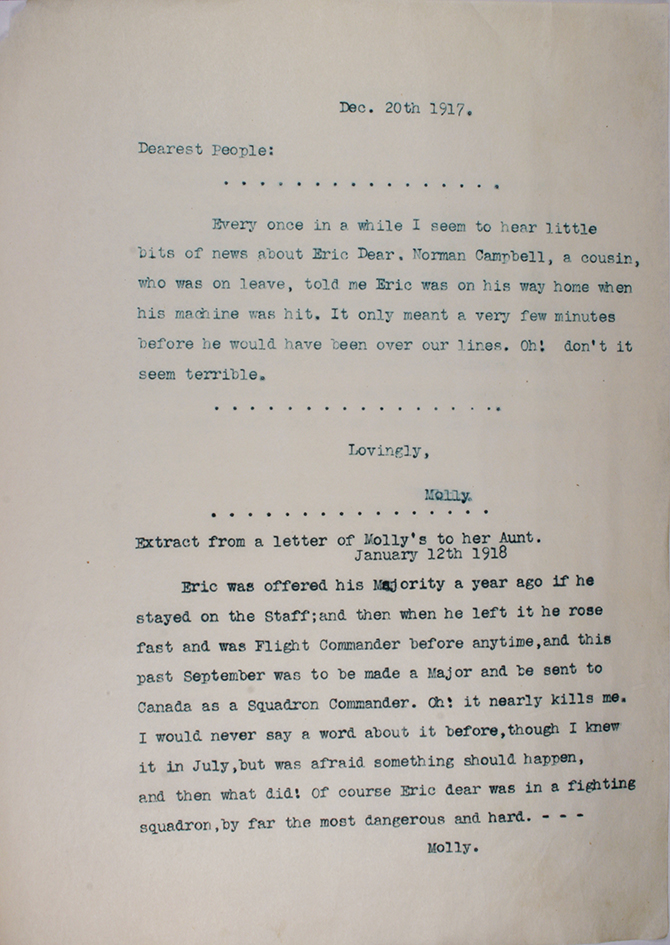 Dec. 20th 1917.
Dearest People:
. . . . . . . . . . . . . . . .
Every once in a while I seem to hear little
bits of news about Eric Dear. Norman Campbell, a cousin,
who was on leave, told me Eric was on his way home when
his machine was hit. It only meant a very few minutes
before he would have been over our lines. Oh! don't it
seem terrible.
. . . . . . . . . . . . . . . . .
Lovingly,
Molly.
. . . . . . . . . . . . . . . .
Extract from a letter of Molly's to her Aunt.
January 12th 1918
Eric was offered his Majority a year ago if he
stayed on the Staff;and then when he left it he rose
fast and was Flight Commander before anytime,and this
past September was to be made a Major and be sent to
Canada as a Squadron Commander. Oh! it nearly kills me.
I would never say a word about it before,though I knew
it in July,but was afraid something should happen,
and then what did! Of course Eric dear was in a fighting
squadron,by far the most dangerous and hard. - - -
Molly.